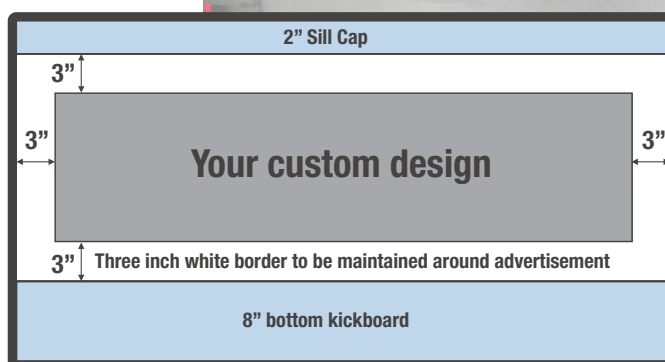 2” Sill Cap
3”
3”
Your custom design
3”
3”
Three inch white border to be maintained around advertisement
8” bottom kickboard